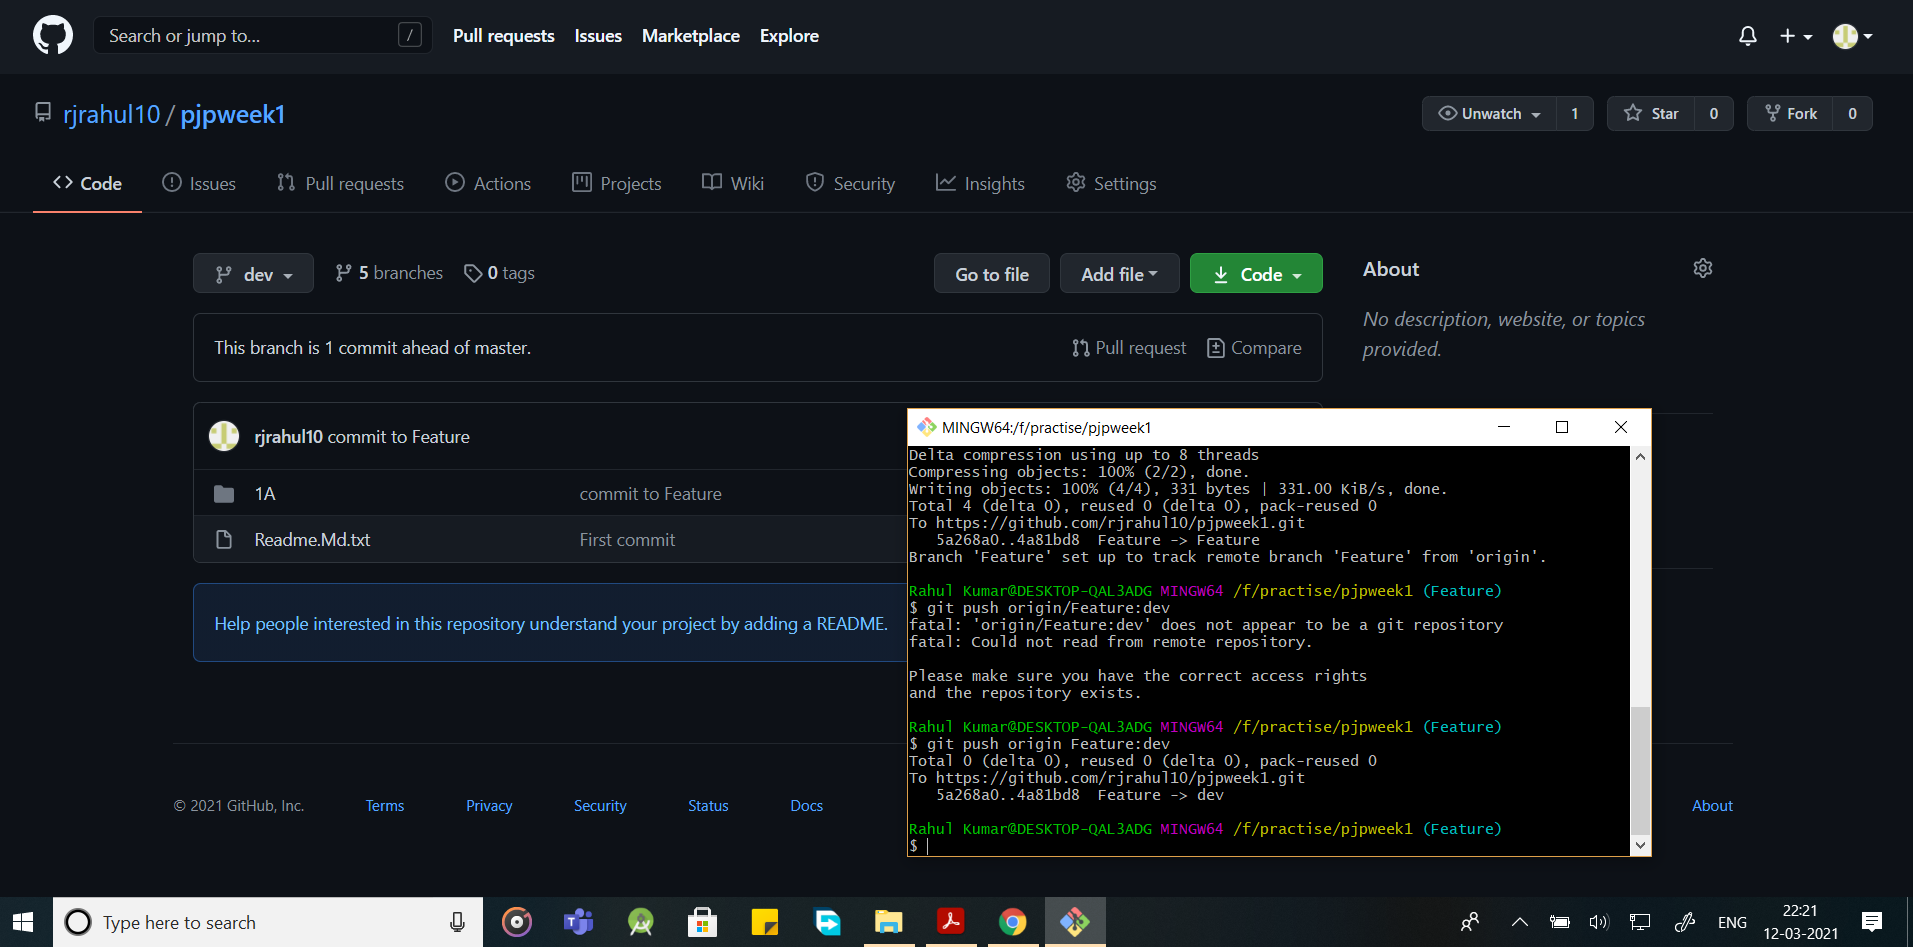 Search or jump to... /
Pull requests Issues Marketplace Explore
rjrahul10 / pjpweek1
Unwatch 1 Star 0 Fork 0
Code Issues Pull requests Actions Projects Wiki Security Insights Settings
dev 5 branches 0 tags
Go to file Add file Code
This branch is 1 commit ahead of master.
Pull request Compare
rjrahul10 commit to Feature
1A commit to Feature
Readme.Md.txt First commit
Help people interested in this repository understand your project by adding a README.
About
No description, website, or topics
provided.
MINGW64:/f/practise/pjpweek1
Delta compression using up to 8 threads
Compressing objects: 100% (2/2), done.
Writing objects: 100% (4/4), 331 bytes | 331.00 KiB/s, done.
Total 4 (delta 0), reused 0 (delta 0), pack-reused 0
To https://github.com/rjrahul10/pjpweek1.git
5a268a0..4a81bd8 Feature -> Feature
Branch 'Feature' set up to track remote branch 'Feature' from 'origin'.
Rahul Kumar@DESKTOP-QAL3ADG MINGW64 /f/practise/pjpweek1 (Feature)
$ git push origin/Feature:dev
fatal: 'origin/Feature:dev' does not appear to be a git repository
fatal: Could not read from remote repository.
Please make sure you have the correct access rights
and the repository exists.
Rahul Kumar@DESKTOP-QAL3ADG MINGW64 /f/practise/pjpweek1 (Feature)
$ git push origin Feature:dev
Total 0 (delta 0), reused 0 (delta 0), pack-reused 0
To https://github.com/rjrahul10/pjpweek1.git
5a268a0..4a81bd8 Feature -> dev
Rahul Kumar@DESKTOP-QAL3ADG MINGW64 /f/practise/pjpweek1 (Feature)
$
© 2021 GitHub, Inc. Terms Privacy Security Status Docs About
Type here to search
ENG
22:21
12-03-2021